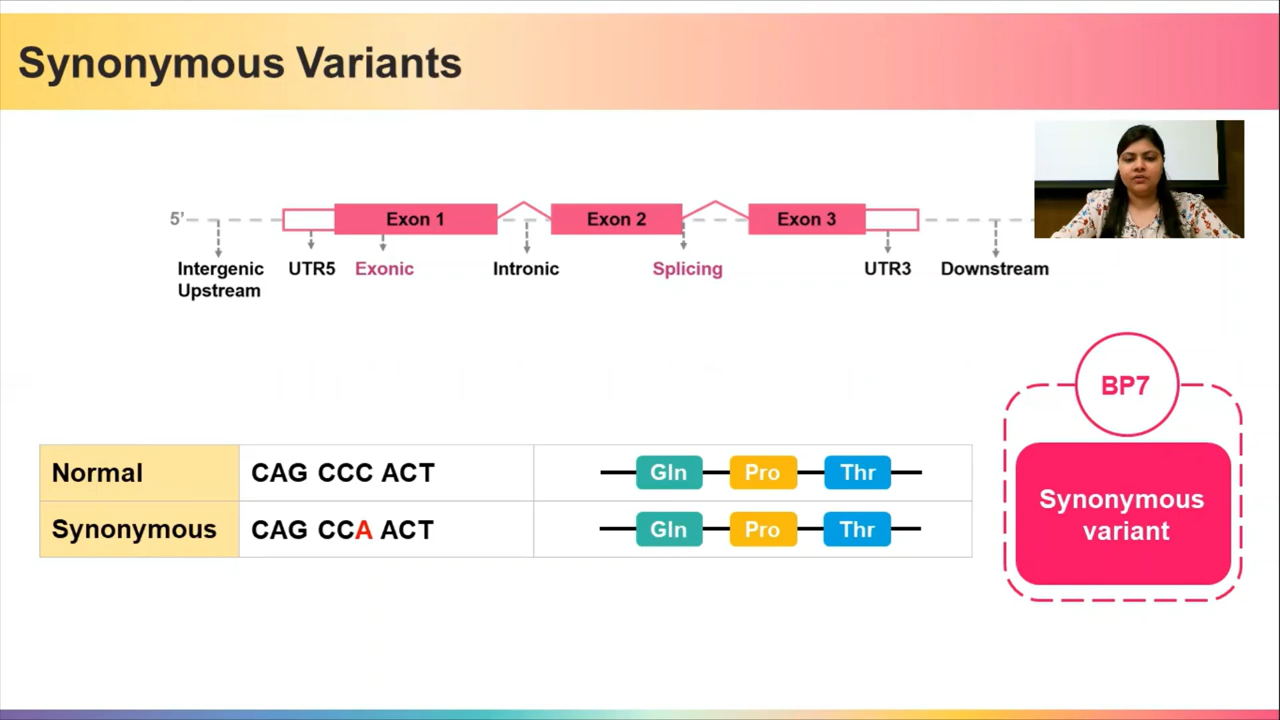 Synonymous Variants
5’
Exon 1
Exon 2
Exon 3
Intergenic
Upstream
UTR5
Exonic
Intronic
Splicing
UTR3
Downstream
BP7
Synonymous
variant
Normal
CAG CCC ACT
Gln
Pro
Thr
Synonymous
CAG CCA ACT
Gln
Pro
Thr